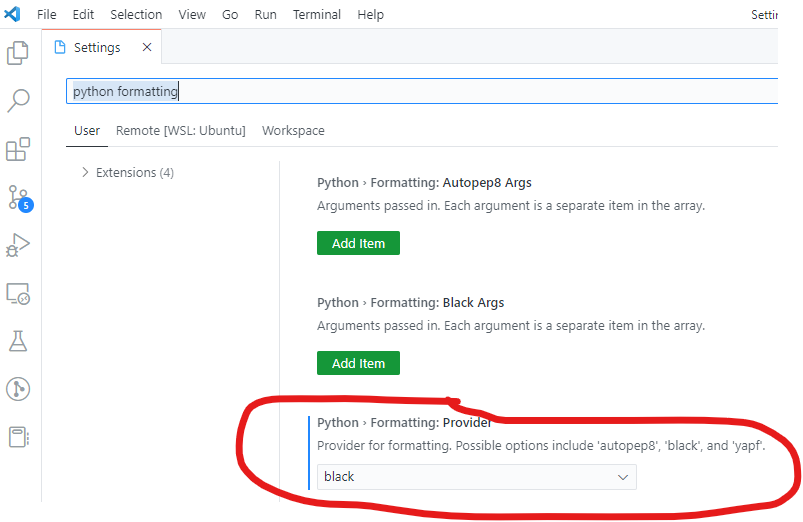 File Edit Selection View Go Run Terminal Help Settin
Settings
python formatting
User Remote [WSL: Ubuntu] Workspace
Extensions (4)
Python › Formatting: Autopep8 Args
Arguments passed in. Each argument is a separate item in the array.
Add Item
Python › Formatting: Black Args
Arguments passed in. Each argument is a separate item in the array.
Add Item
Python › Formatting: Provider
Provider for formatting. Possible options include 'autopep8', 'black', and 'yapf'.
black
5